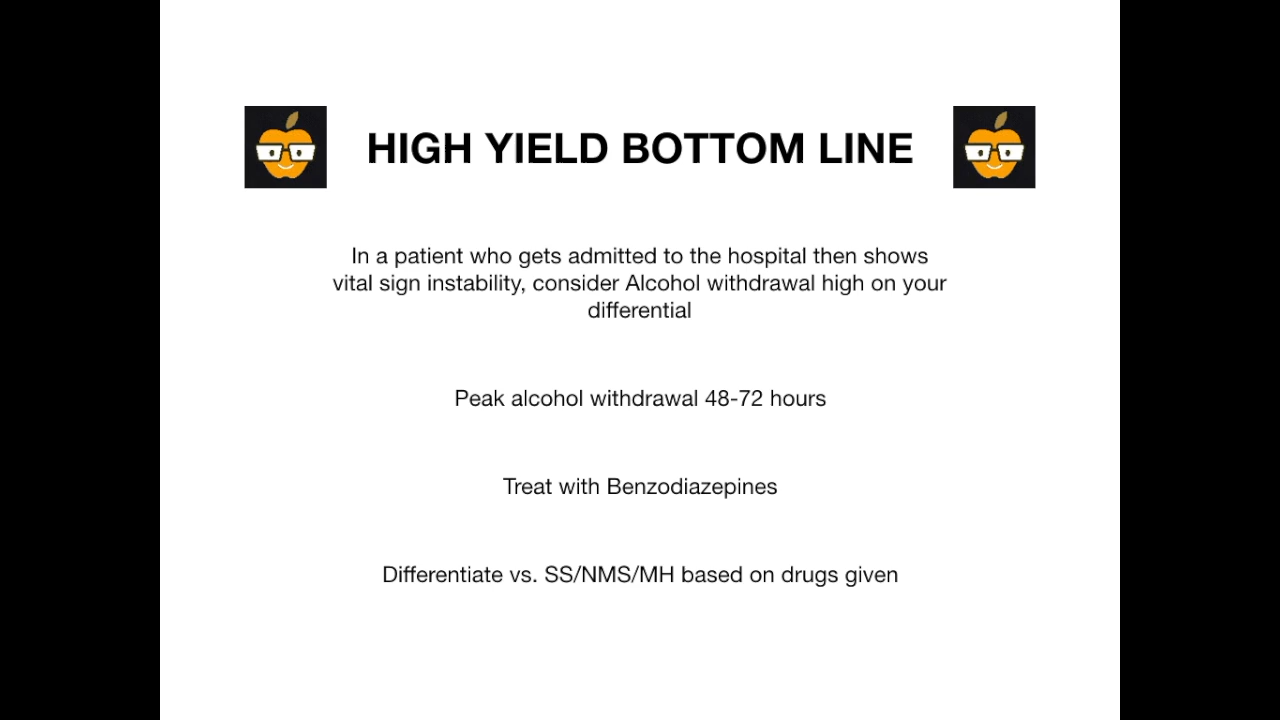 HIGH YIELD BOTTOM LINE
In a patient who gets admitted to the hospital then shows
vital sign instability, consider Alcohol withdrawal high on your
differential
Peak alcohol withdrawal 48-72 hours
Treat with Benzodiazepines
Differentiate vs. SS/NMS/MH based on drugs given